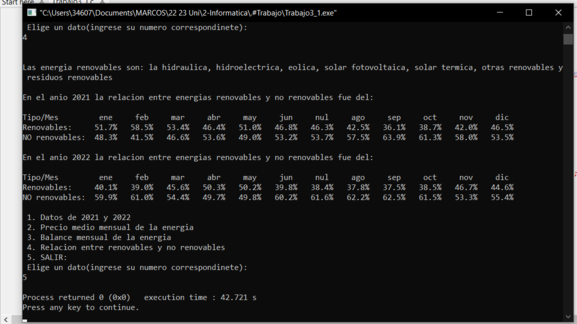 Start here
Trabajo3_1.c
"C:\Users\34607\Documents\MARCOS\22 23 Uni\2-Informatica\.#Trabajo\Trabajo3_1.exe"
Elige un dato(ingrese su numero correspondinete):
4
Las energia renovables son: la hidraulica, hidroelectrica, eolica, solar fotovoltaica, solar termica, otras renovables y
residuos renovables
En el anio 2021 la relacion entre energias renovables y no renovables fue del:
Tipo/Mes ene feb mar abr may jun nul ago sep oct nov dic
Renovables: 51.7% 58.5% 53.4% 46.4% 51.0% 46.8% 46.3% 42.5% 36.1% 38.7% 42.0% 46.5%
NO renovables: 48.3% 41.5% 46.6% 53.6% 49.0% 53.2% 53.7% 57.5% 63.9% 61.3% 58.0% 53.5%
En el anio 2022 la relacion entre energias renovables y no renovables fue del:
Tipo/Mes ene feb mar abr may jun nul ago sep oct nov dic
Renovables: 40.1% 39.0% 45.6% 50.3% 50.2% 39.8% 38.4% 37.8% 37.5% 38.5% 46.7% 44.6%
NO renovables: 59.9% 61.0% 54.4% 49.7% 49.8% 60.2% 61.6% 62.2% 62.5% 61.5% 53.3% 55.4%
1. Datos de 2021 y 2022
2. Precio medio mensual de la energia
3. Balance mensual de la energia
4. Relacion entre renovables y no renovables
5. SALIR:
Elige un dato(ingrese su numero correspondinete):
5
Process returned 0 (0x0) execution time : 42.721 s
Press any key to continue.